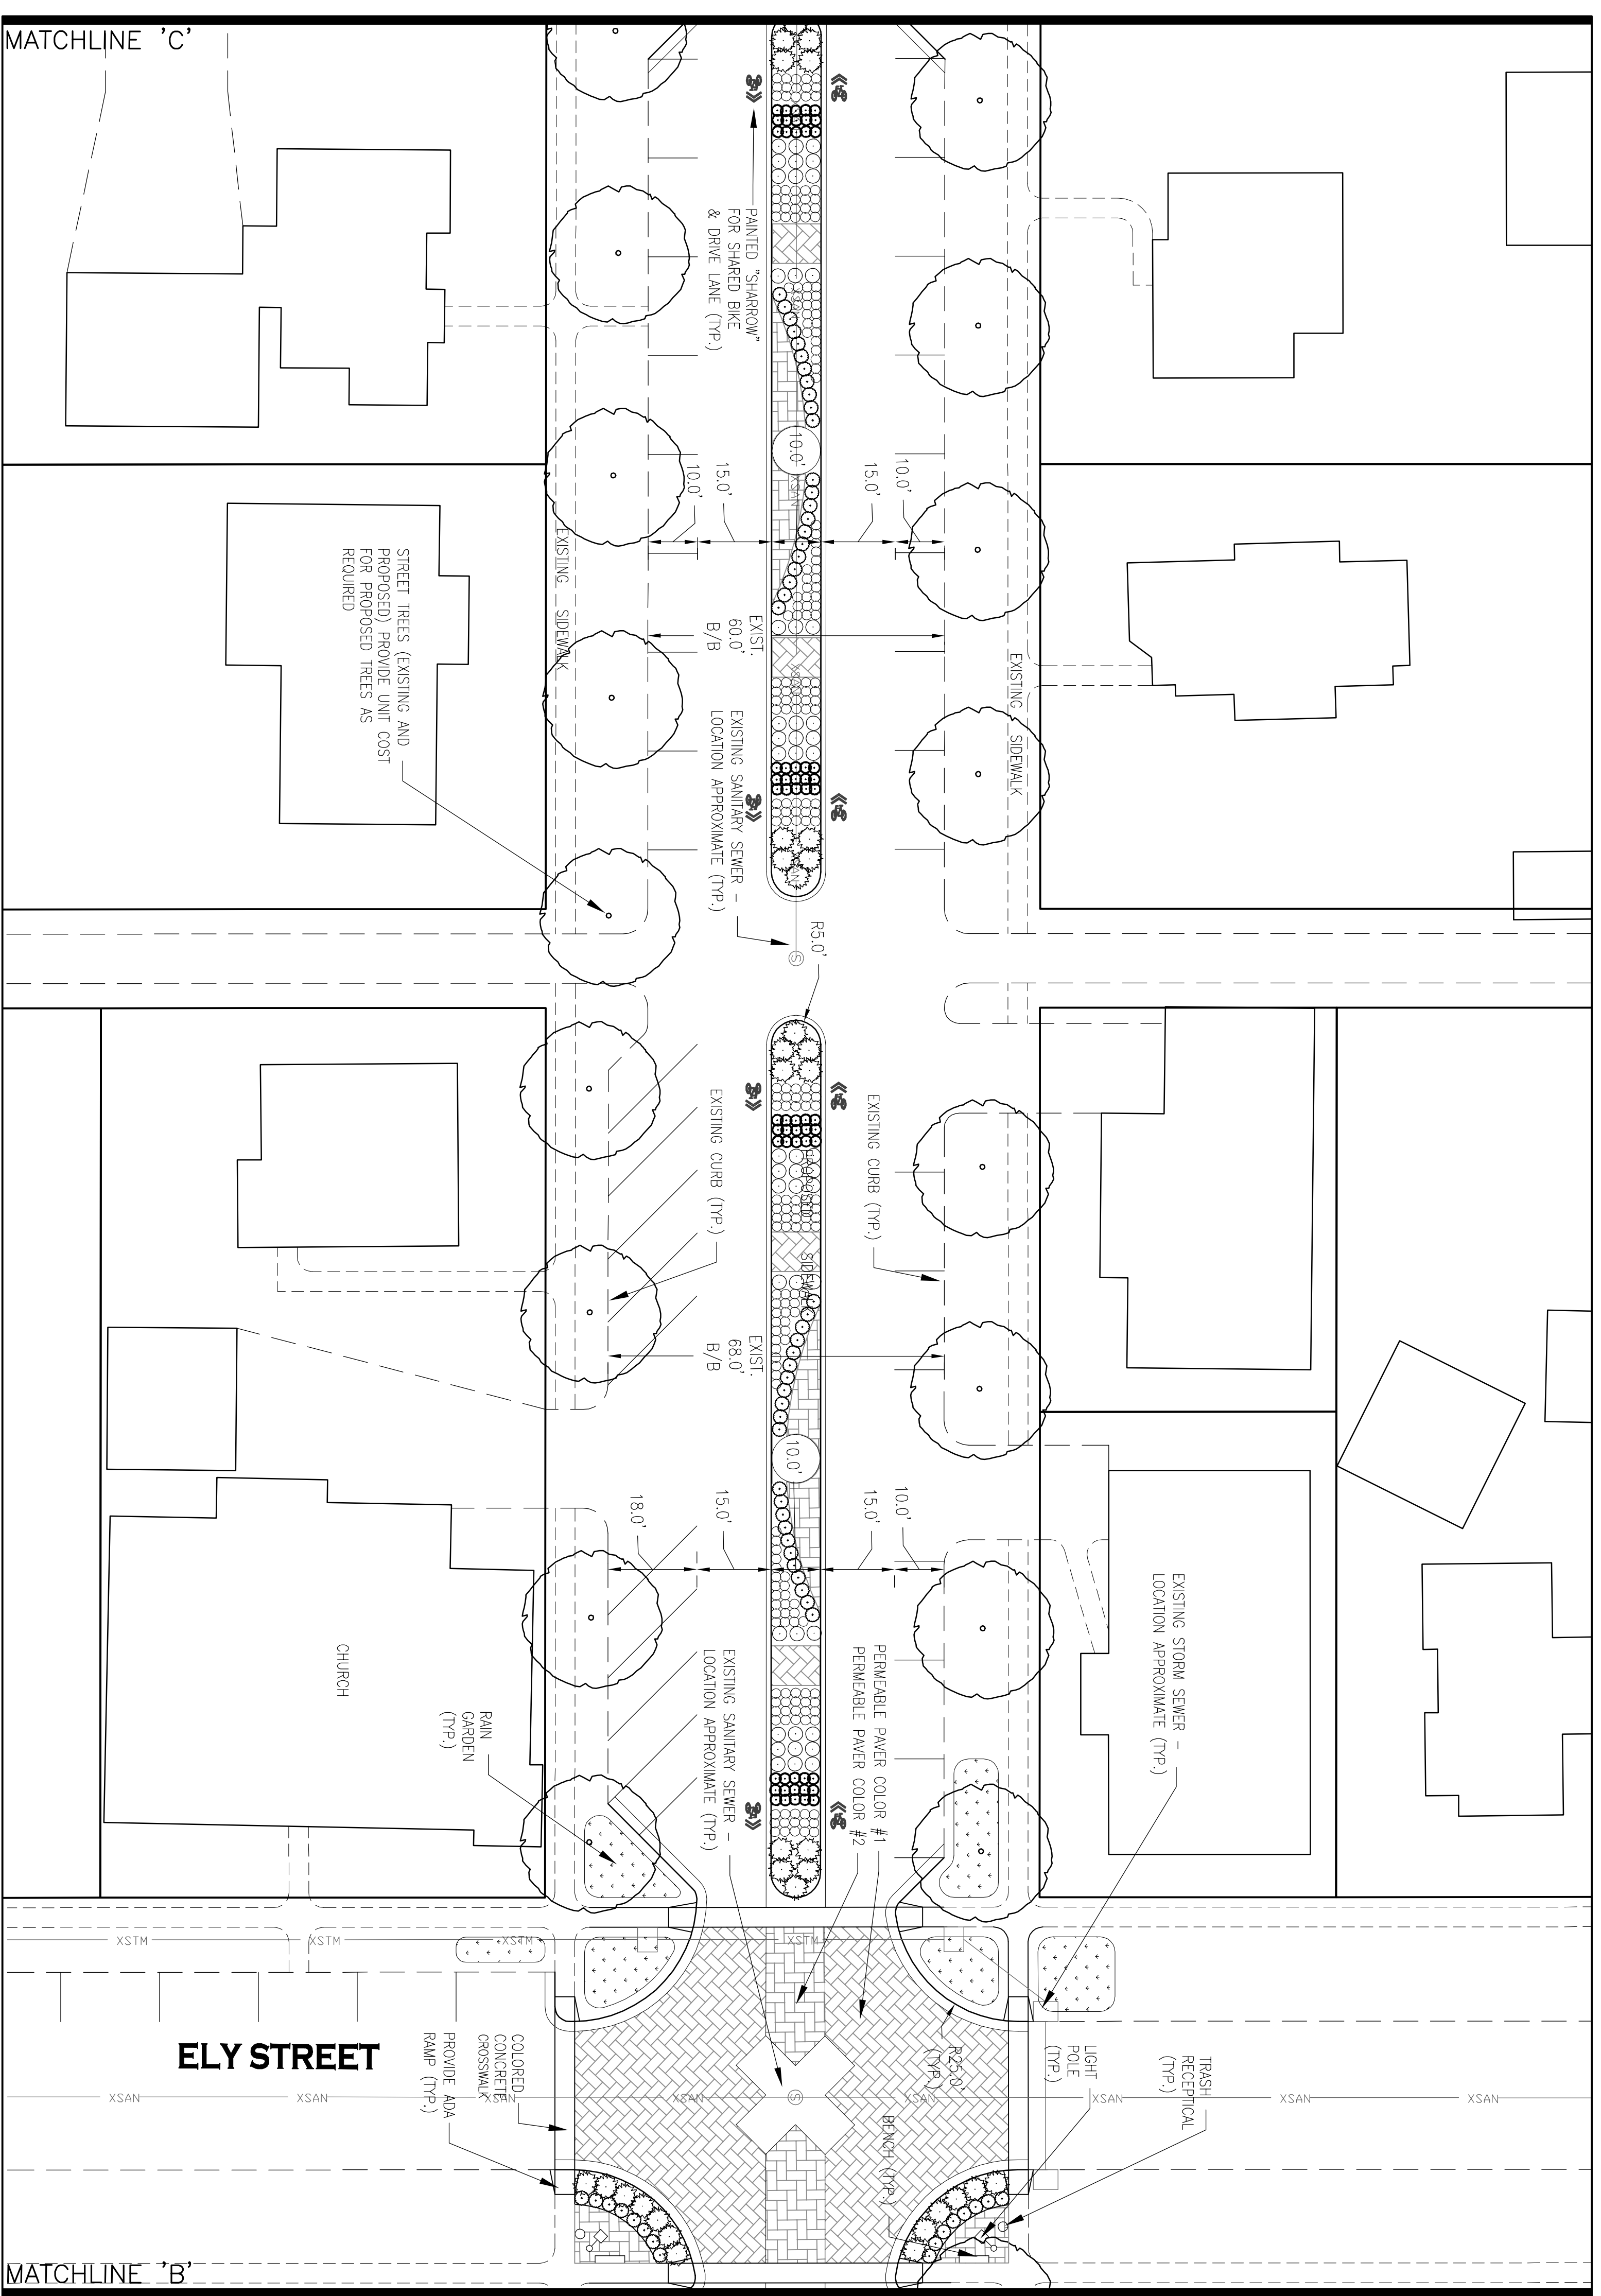 MATCHLINE 'C'
PAINTED "SHARROW"
FOR SHARED BIKE
& DRIVE LANE (TYP.)
10.0'
15.0'
10.0'
15.0'
10.0'
XSAN
EXISTING SIDEWALK
EXISTING SIDEWALK
STREET TREES (EXISTING AND
PROPOSED) PROVIDE UNIT COST
FOR PROPOSED TREES AS
REQUIRED
EXIST.
60.0'
B/B
XSAN
EXISTING SANITARY SEWER -
LOCATION APPROXIMATE (TYP.)
XSAN
R5.0'
S
EXISTING CURB (TYP.)
EXISTING CURB (TYP.)
PROPOSED SIDEWALK
EXIST.
68.0'
B/B
10.0'
18.0'
15.0'
15.0'
10.0'
EXISTING STORM SEWER -
LOCATION APPROXIMATE (TYP.)
CHURCH
RAIN
GARDEN
(TYP.)
EXISTING SANITARY SEWER -
LOCATION APPROXIMATE (TYP.)
PERMEABLE PAVER COLOR #1
PERMEABLE PAVER COLOR #2
XSTM
XSTM
XSTM
XSTM
ELY STREET
COLORED
CONCRETE
CROSSWALK
PROVIDE ADA
RAMP (TYP.)
R25.0'
(TYP.)
LIGHT
POLE
(TYP.)
TRASH
RECEPTICAL
(TYP.)
BENCH (TYP.)
XSAN
XSAN
XSAN
XSAN
S
XSAN
XSAN
XSAN
XSAN
MATCHLINE 'B'